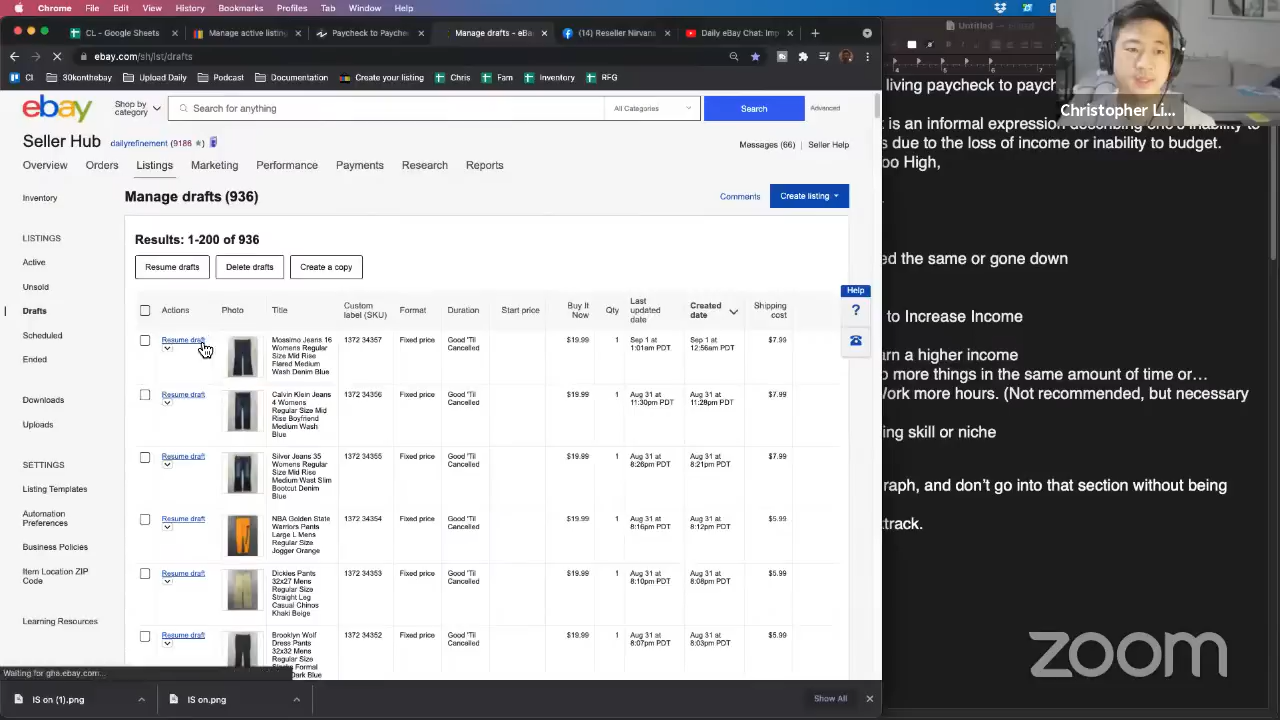 Chrome File Edit View History Bookmarks Profiles Tab Window Help
CL - Google Sheets
Manage active listing
Paycheck to Payche
Manage drafts - eBa
(14) Reseller Nirvana
Daily eBay Chat: Imp
Untitled
ebay.com/sh/lst/drafts
CI 30konthebay Upload Daily Podcast Documentation Create your listing Chris Fam Inventory RFG
ebay
Shop by category
Search for anything
All Categories
Search
Advanced
Seller Hub
dailyrefinement (9186)
Messages (66) Seller Help
Overview Orders Listings Marketing Performance Payments Research Reports
Inventory
LISTINGS
Active
Unsold
Drafts
Scheduled
Ended
Downloads
Uploads
SETTINGS
Listing Templates
Automation
Preferences
Business Policies
Item Location ZIP
Code
Learning Resources
Manage drafts (936)
Comments
Create listing
Results: 1-200 of 936
Resume drafts Delete drafts Create a copy
Help
?
Actions Photo Title Custom label (SKU) Format Duration Start price Buy It Now Qty Last updated date Created date Shipping cost
Resume draft
Mossimo Jeans 16
Womens Regular
Size Mid Rise
Flared Medium
Wash Denim Blue
1372 34357 Fixed price Good 'Til Cancelled $19.99 1 Sep 1 at 1:01am PDT Sep 1 at 12:56am PDT $7.99
Resume draft
Calvin Klein Jeans
4 Womens
Regular Size Mid
Rise Boyfriend
Medium Wash
Blue
1372 34356 Fixed price Good 'Til Cancelled $19.99 1 Aug 31 at 11:30pm PDT Aug 31 at 11:28pm PDT $7.99
Resume draft
Silver Jeans 35
Womens Regular
Size Mid Rise
Medium Wast Slim
Bootcut Denim
Blue
1372 34355 Fixed price Good 'Til Cancelled $19.99 1 Aug 31 at 8:26pm PDT Aug 31 at 8:21pm PDT $7.99
Resume draft
NBA Golden State
Warriors Pants
Large L Mens
Regular Size
Jogger Orange
1372 34354 Fixed price Good 'Til Cancelled $19.99 1 Aug 31 at 8:16pm PDT Aug 31 at 8:12pm PDT $5.99
Resume draft
Dickies Pants
32x27 Mens
Regular Size
Straight Leg
Casual Chinos
Khaki Beige
1372 34353 Fixed price Good 'Til Cancelled $19.99 1 Aug 31 at 8:10pm PDT Aug 31 at 8:08pm PDT $5.99
Resume draft
Brooklyn Wolf
Dress Pants
32x32 Mens
Regular Size
Formal
Dark Blue
1372 34352 Fixed price Good 'Til Cancelled $19.99 1 Aug 31 at 8:07pm PDT Aug 31 at 8:03pm PDT $5.99
Waiting for gha.ebay.com...
IS on (1).png
IS on.png
Show All
4 5 6 7
living paycheck to paych
Christopher Li...
is an informal expression describing one's inability to
s due to the loss of income or inability to budget.
oo High,
ed the same or gone down
to Increase Income
arn a higher income
o more things in the same amount of time or…
Work more hours. (Not recommended, but necessary
ing skill or niche
raph, and don't go into that section without being
ttrack.
zoom